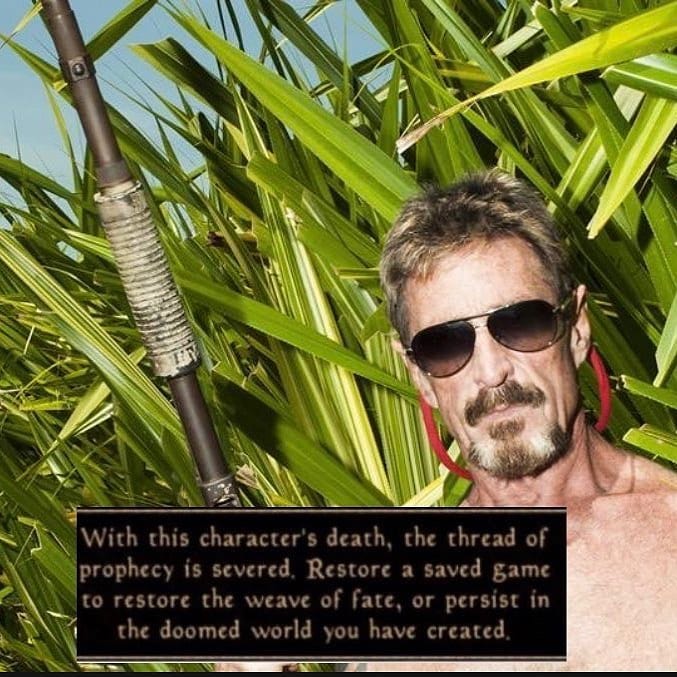 With this character's death, the thread of
prophecy is severed. Restore a saved game
to restore the weave of fate, or persist in
the doomed world you have created.